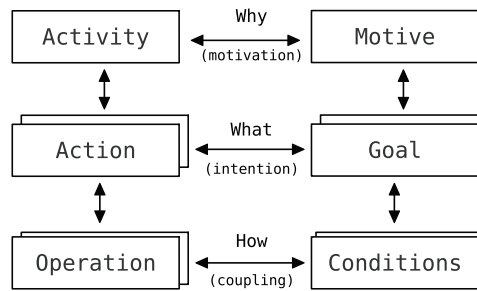 Why
Activity
Motive
(motivation)
What
Action
Goal
(intention)
How
Operation
Conditions
(coupling)